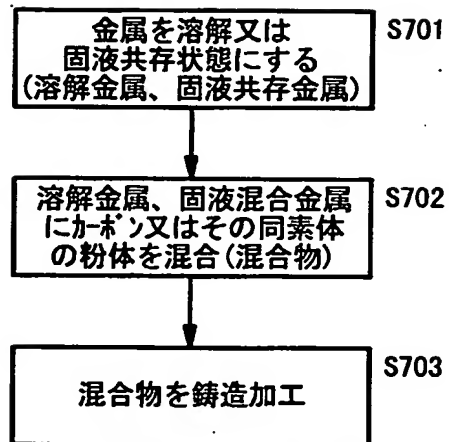 金属を溶解又は
固液共存状態にする
(溶解金属、固液共存金属)
S701
溶解金属、固液混合金属
にｶｰﾎﾞﾝ又はその同素体
の粉体を混合(混合物)
S702
混合物を鋳造加工
S703